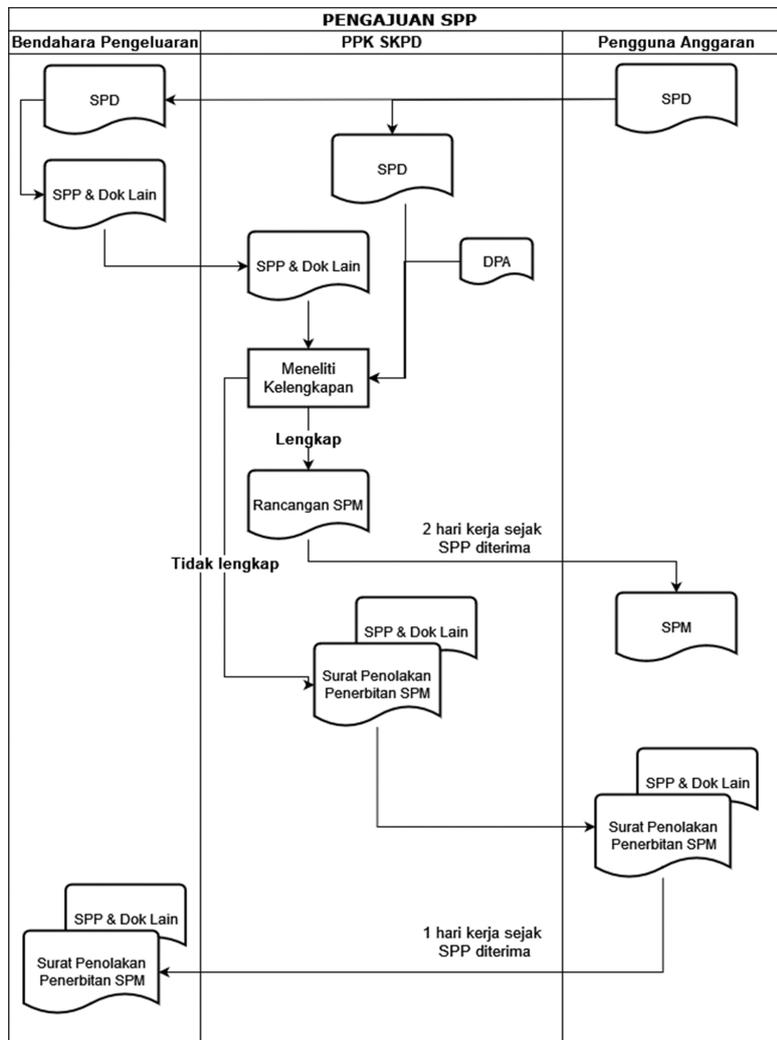 PENGAJUAN SPP
Bendahara Pengeluaran
PPK SKPD
Pengguna Anggaran
SPD
SPD
SPD
SPP & Dok Lain
SPP & Dok Lain
DPA
Meneliti
Kelengkapan
Lengkap
Rancangan SPM
2 hari kerja sejak
SPP diterima
Tidak lengkap
SPM
SPP & Dok Lain
Surat Penolakan
Penerbitan SPM
SPP & Dok Lain
Surat Penolakan
Penerbitan SPM
SPP & Dok Lain
Surat Penolakan
Penerbitan SPM
1 hari kerja sejak
SPP diterima